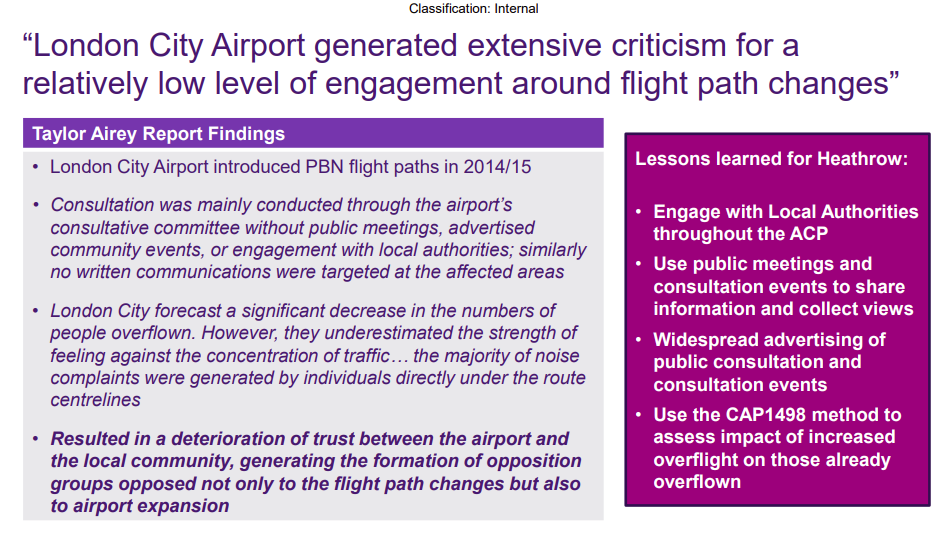 Classification: Internal
“London City Airport generated extensive criticism for a
relatively low level of engagement around flight path changes”
Taylor Airey Report Findings
• London City Airport introduced PBN flight paths in 2014/15
• Consultation was mainly conducted through the airport’s
consultative committee without public meetings, advertised
community events, or engagement with local authorities; similarly
no written communications were targeted at the affected areas
• London City forecast a significant decrease in the numbers of
people overflown. However, they underestimated the strength of
feeling against the concentration of traffic… the majority of noise
complaints were generated by individuals directly under the route
centrelines
• Resulted in a deterioration of trust between the airport and
the local community, generating the formation of opposition
groups opposed not only to the flight path changes but also
to airport expansion
Lessons learned for Heathrow:
• Engage with Local Authorities
throughout the ACP
• Use public meetings and
consultation events to share
information and collect views
• Widespread advertising of
public consultation and
consultation events
• Use the CAP1498 method to
assess impact of increased
overflight on those already
overflown